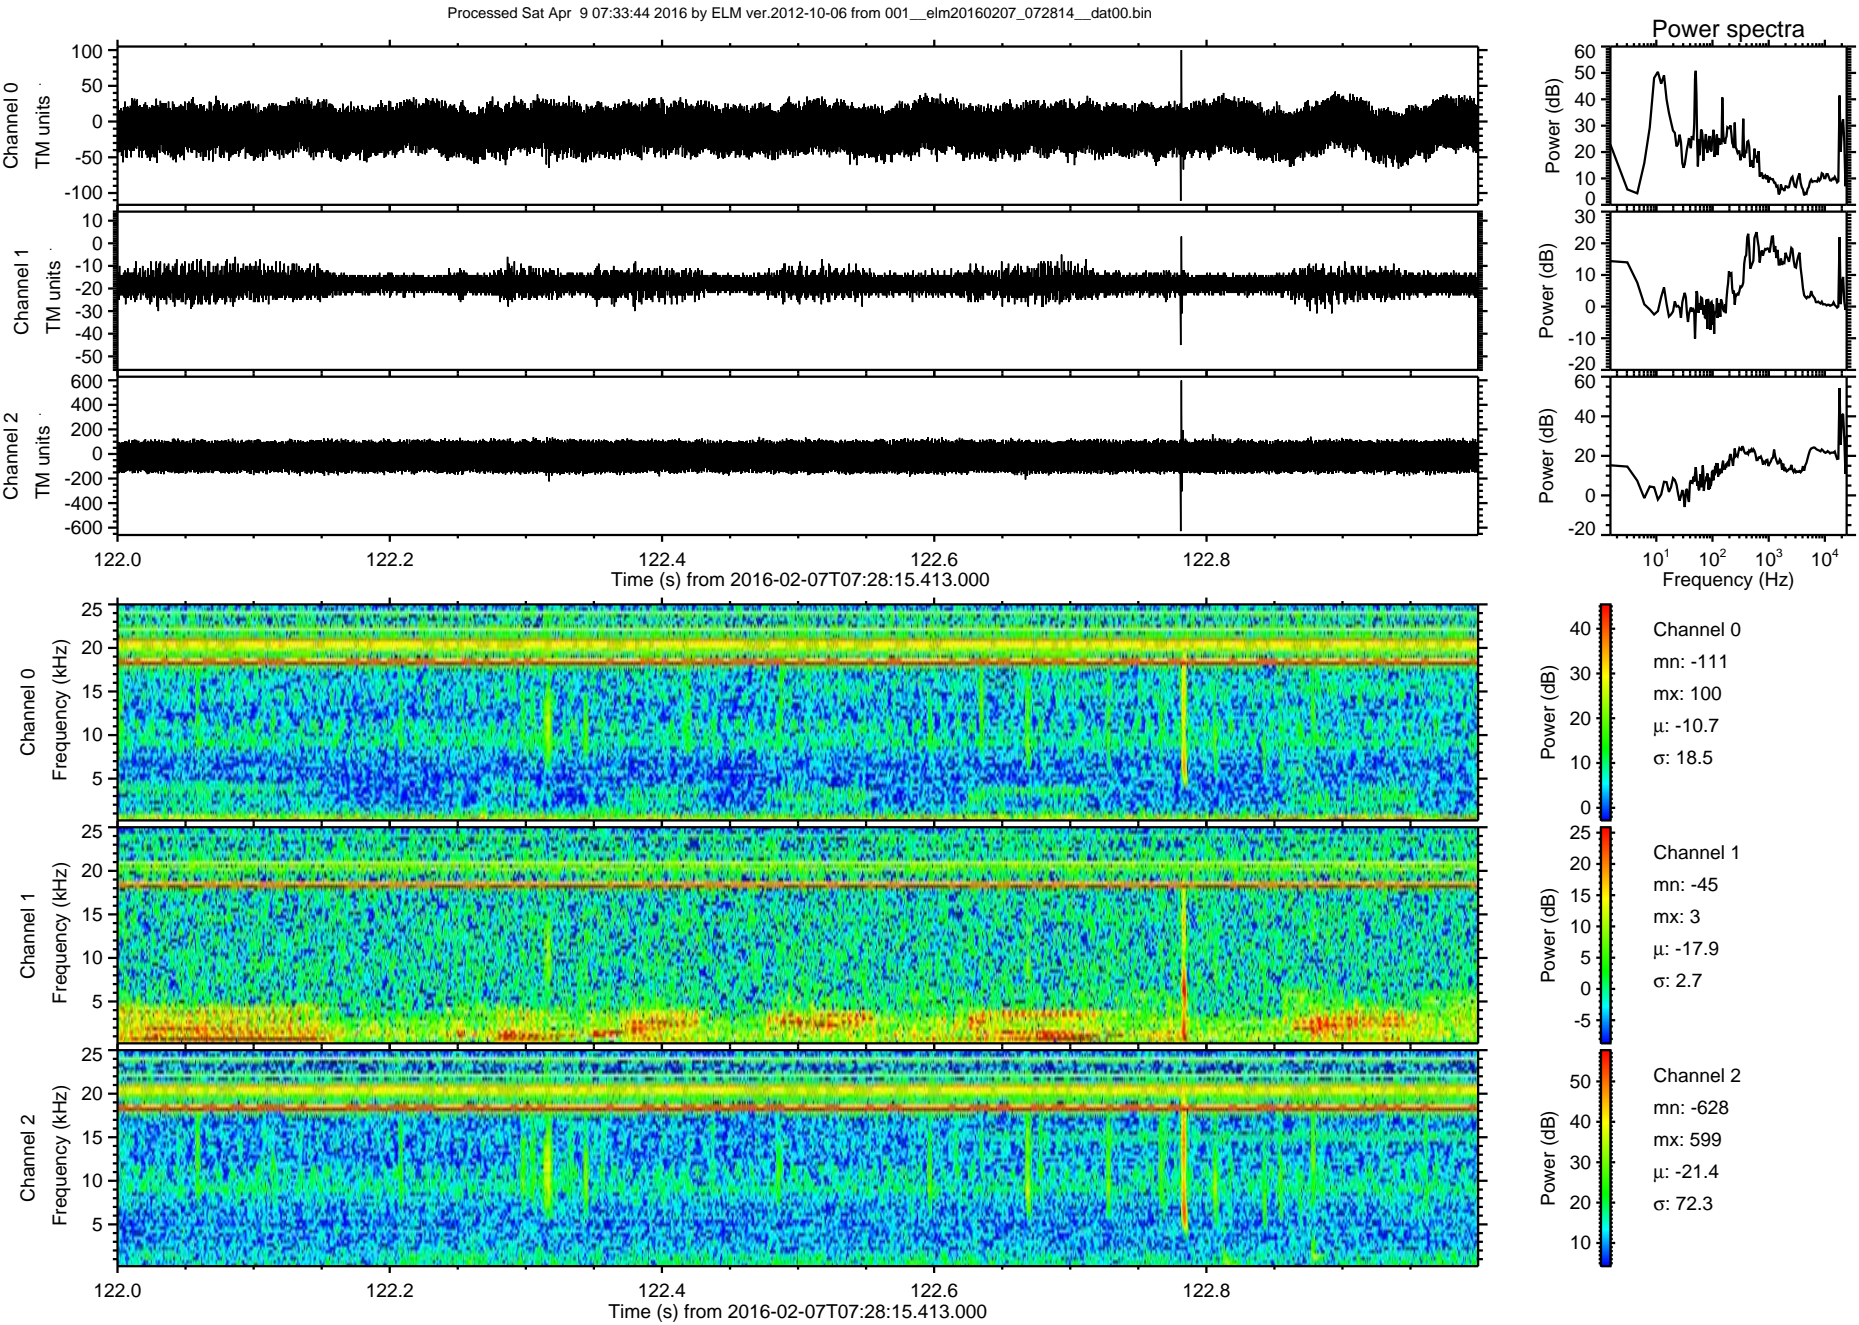 Processed Sat Apr  9 07:33:44 2016 by ELM ver.2012-10-06 from 001__elm20160207_072814__dat00.bin
Power spectra
Channel 0
TM units
100
50
0
-50
-100
Power (dB)
60
50
40
30
20
10
0
Channel 1
TM units
10
0
-10
-20
-30
-40
-50
Power (dB)
30
20
10
0
-10
-20
Channel 2
TM units
600
400
200
0
-200
-400
-600
Power (dB)
60
40
20
0
-20
122.0 122.2 122.4 122.6 122.8
Time (s) from 2016-02-07T07:28:15.413.000
10¹ 10² 10³ 10⁴
Frequency (Hz)
Channel 0
Frequency (kHz)
25
20
15
10
5
Power (dB)
40
30
20
10
0
Channel 0
mn: -111
mx: 100
μ: -10.7
σ: 18.5
Channel 1
Frequency (kHz)
25
20
15
10
5
Power (dB)
25
20
15
10
5
0
-5
Channel 1
mn: -45
mx: 3
μ: -17.9
σ: 2.7
Channel 2
Frequency (kHz)
25
20
15
10
5
Power (dB)
50
40
30
20
10
Channel 2
mn: -628
mx: 599
μ: -21.4
σ: 72.3
122.0 122.2 122.4 122.6 122.8
Time (s) from 2016-02-07T07:28:15.413.000